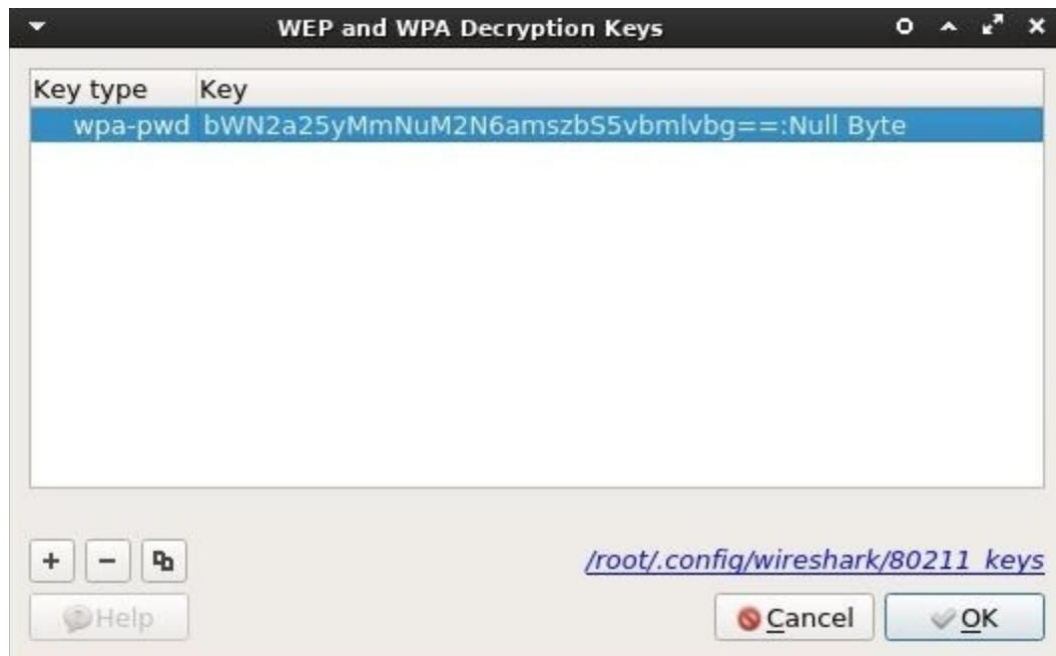 WEP and WPA Decryption Keys
Key type Key
wpa-pwd bWN2a25yMmNuM2N6amszbS5vbmlvbg==:Null Byte
/root/.config/wireshark/80211_keys
Help
Cancel
OK